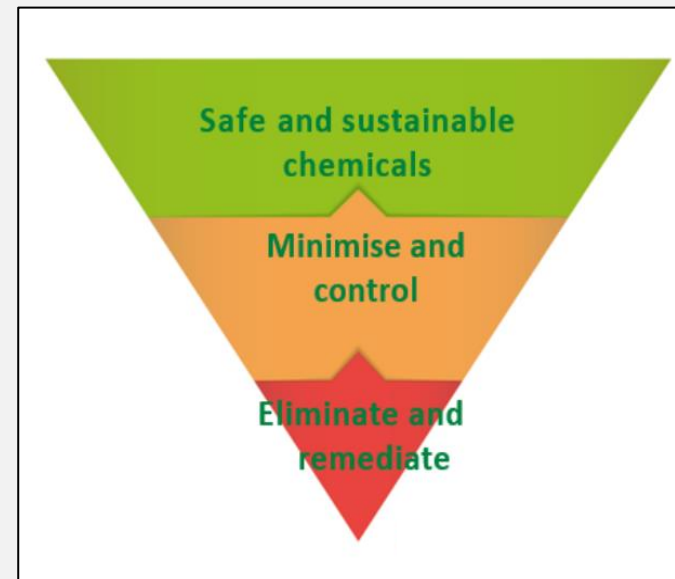 Safe and sustainable
chemicals
Minimise and
control
Eliminate and
remediate